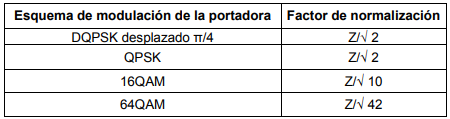 Esquema de modulación de la portadora Factor de normalización
DQPSK desplazado π/4 Z/√ 2
QPSK Z/√ 2
16QAM Z/√ 10
64QAM Z/√ 42